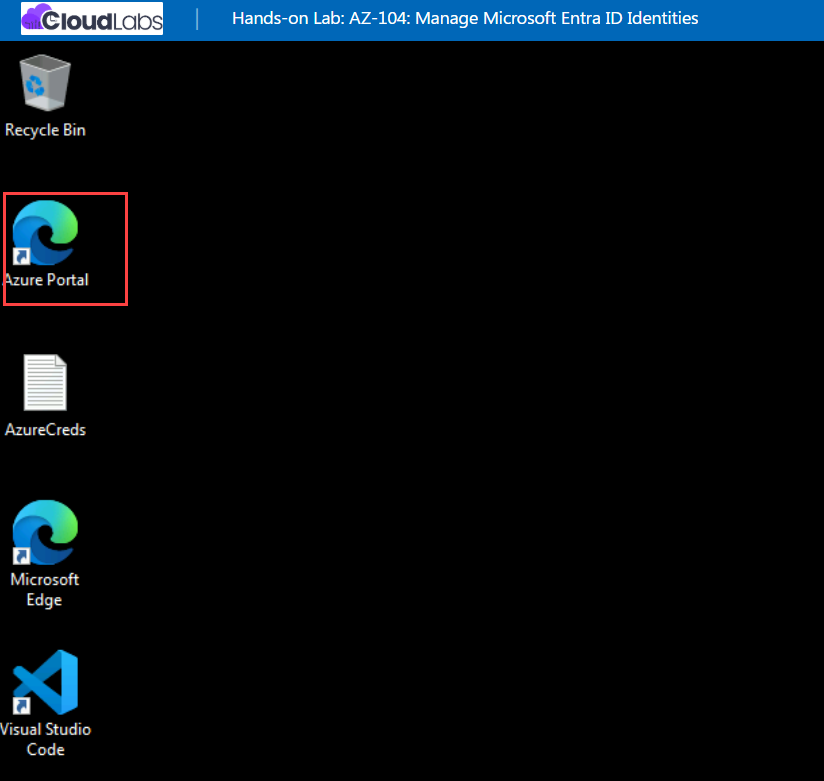 CloudLabs
Hands-on Lab: AZ-104: Manage Microsoft Entra ID Identities
Recycle Bin
Azure Portal
AzureCreds
Microsoft
Edge
Visual Studio
Code